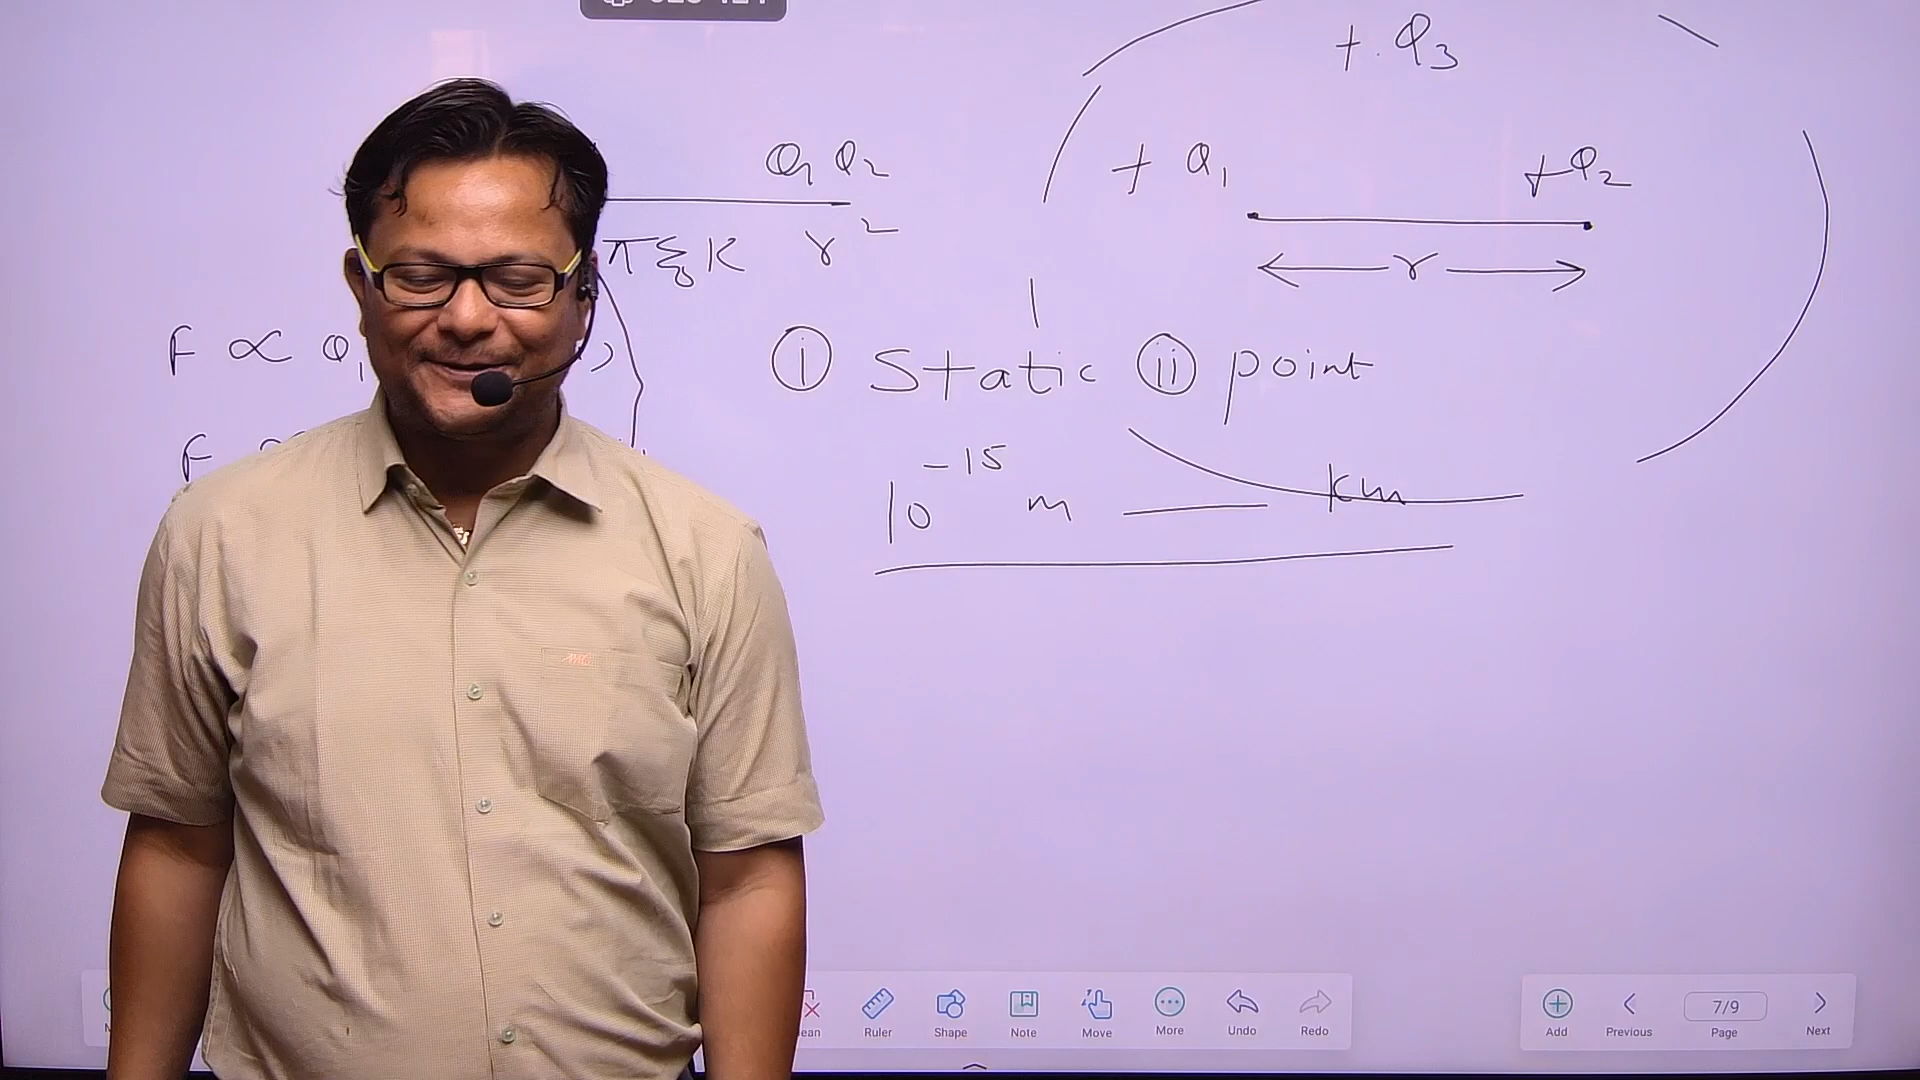 + . Q3
Q1 Q2
πε0K r²
+ Q1 +Q2
r
F ∝ Q1
(i) Static (ii) point
F
10⁻¹⁵ m — km
MC
Ruler Shape Note Move More Undo Redo
Add Previous 7/9 Page Next